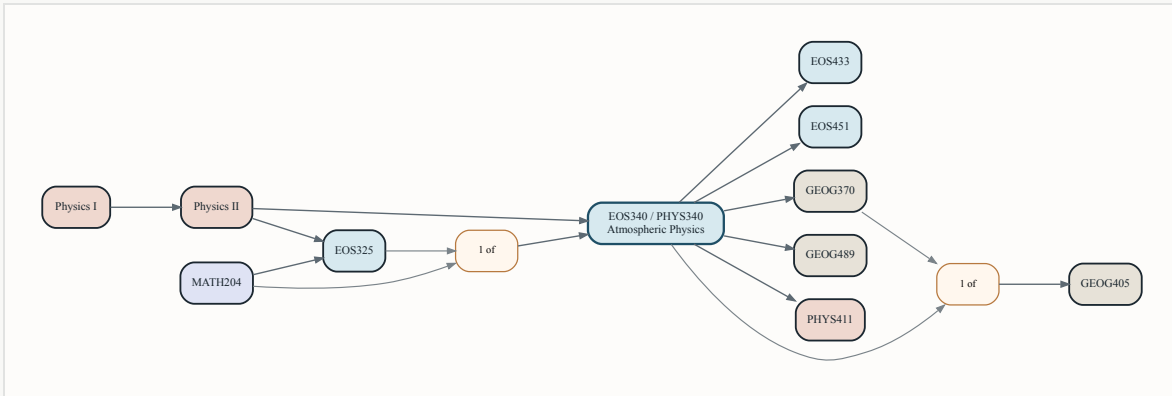 EOS433
EOS451
GEOG370
Physics I
Physics II
EOS340 / PHYS340
Atmospheric Physics
EOS325
1 of
GEOG489
MATH204
1 of
GEOG405
PHYS411